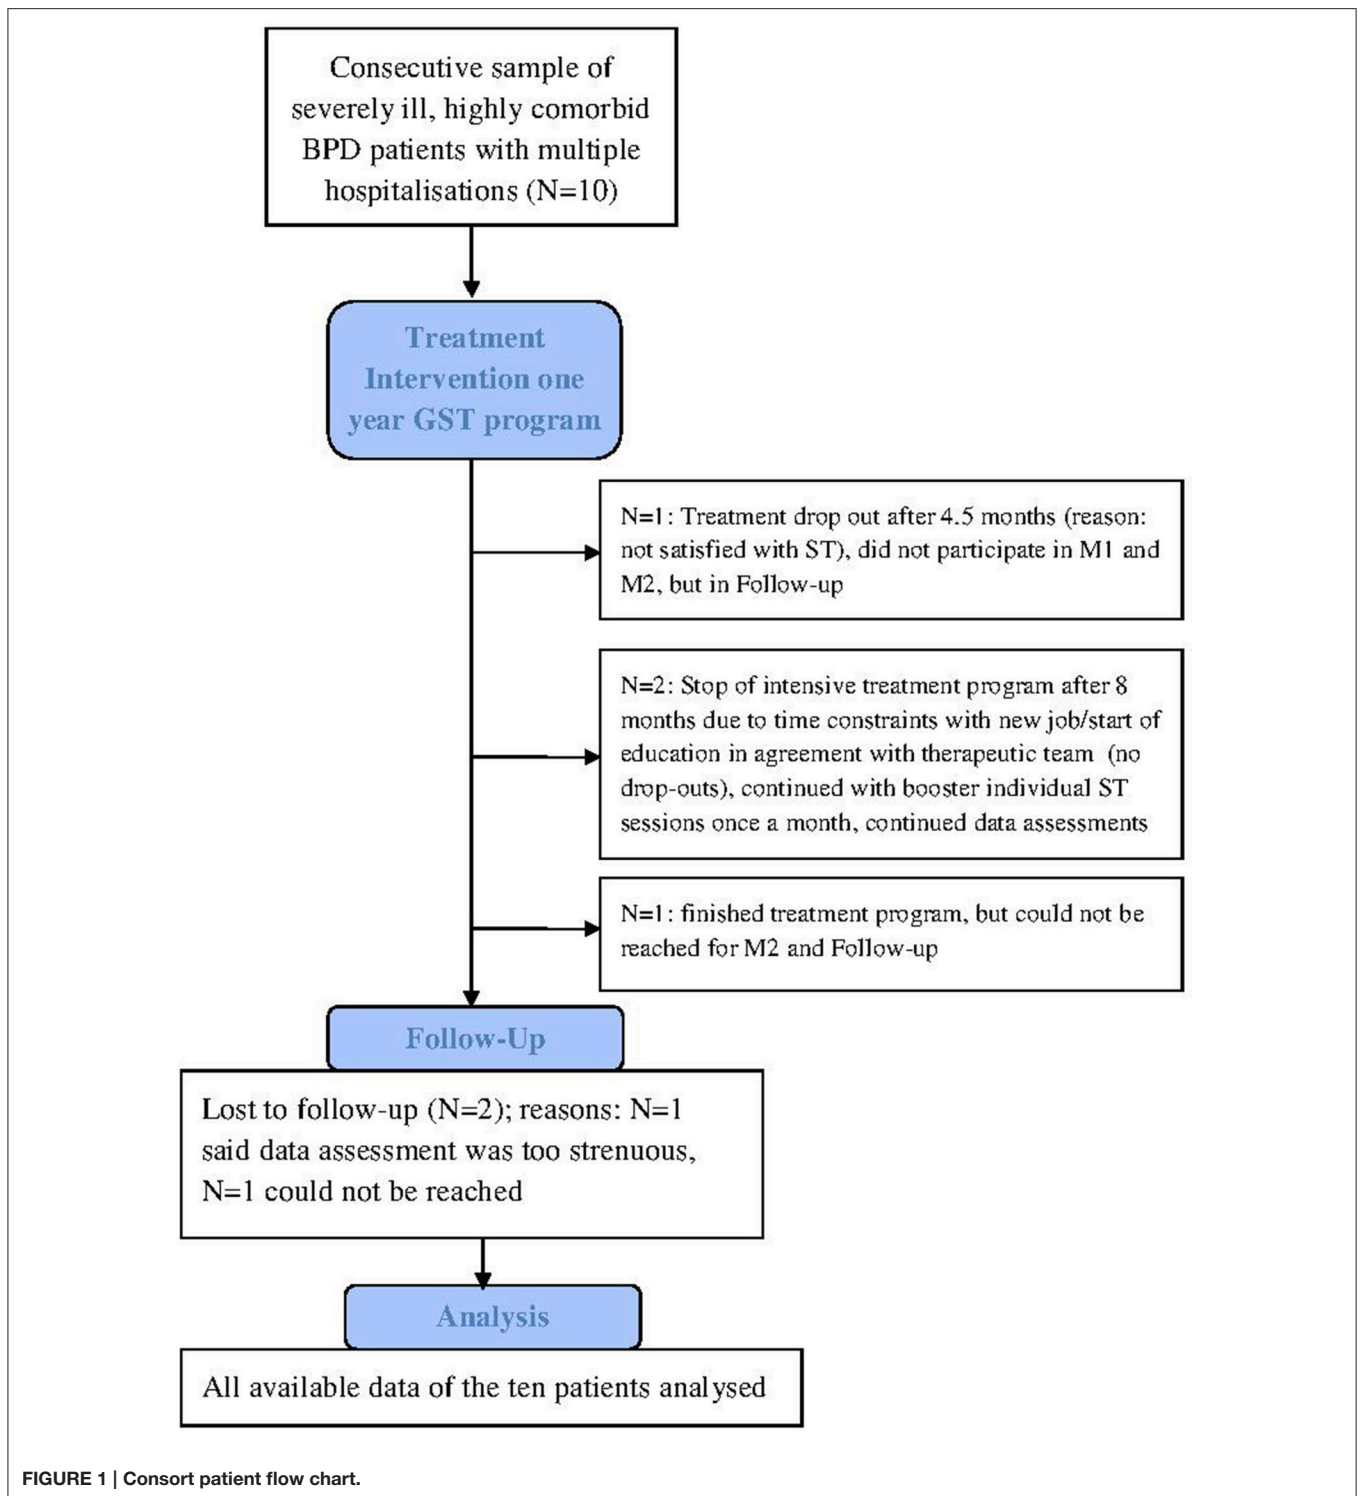 Consecutive sample of
severely ill, highly comorbid
BPD patients with multiple
hospitalisations (N=10)
Treatment
Intervention one
year GST program
N=1: Treatment drop out after 4.5 months (reason:
not satisfied with ST), did not participate in M1 and
M2, but in Follow-up
N=2: Stop of intensive treatment program after 8
months due to time constraints with new job/start of
education in agreement with therapeutic team (no
drop-outs), continued with booster individual ST
sessions once a month, continued data assessments
N=1: finished treatment program, but could not be
reached for M2 and Follow-up
Follow-Up
Lost to follow-up (N=2); reasons: N=1
said data assessment was too strenuous,
N=1 could not be reached
Analysis
All available data of the ten patients analysed
FIGURE 1 | Consort patient flow chart.